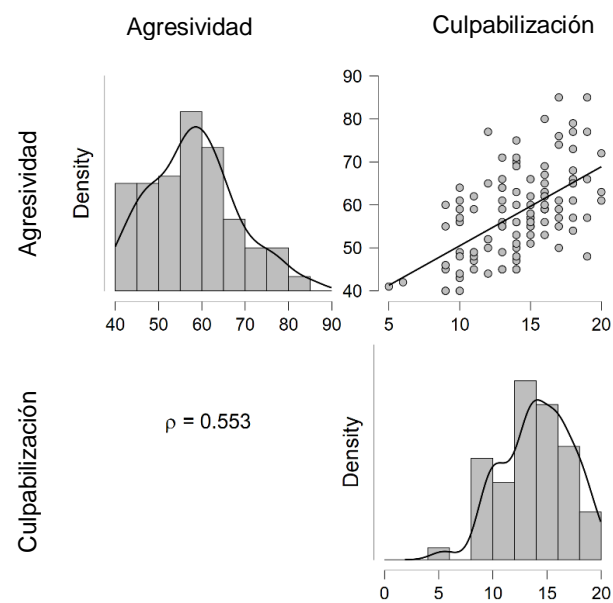 Agresividad Culpabilización
Agresividad
Density
40 50 60 70 80 90
90
80
70
60
50
40
5 10 15 20
Culpabilización
ρ = 0.553
Density
0 5 10 15 20